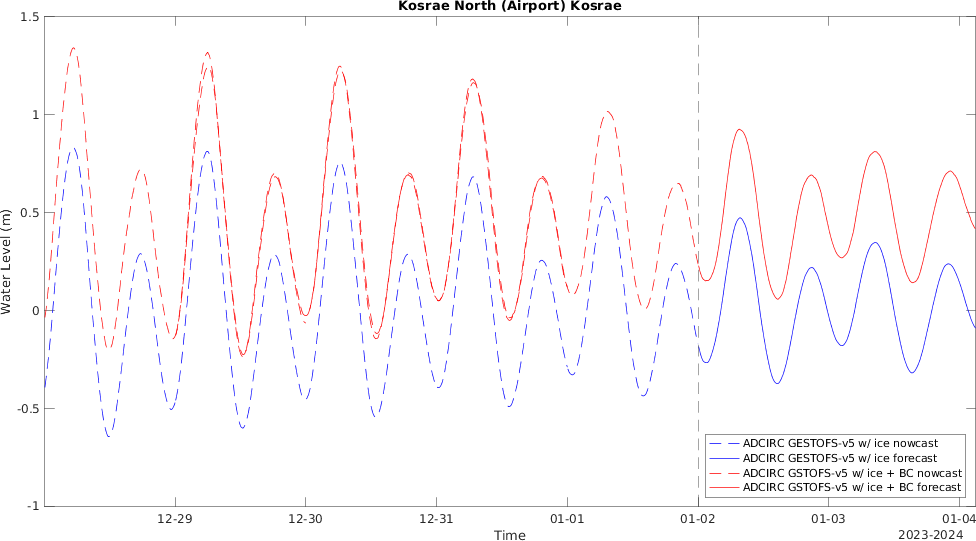 Kosrae North (Airport) Kosrae
1.5
1
0.5
0
-0.5
-1
Water Level (m)
ADCIRC GESTOFS-v5 w/ ice nowcast
ADCIRC GESTOFS-v5 w/ ice forecast
ADCIRC GSTOFS-v5 w/ ice + BC nowcast
ADCIRC GSTOFS-v5 w/ ice + BC forecast
12-29 12-30 12-31 01-01 01-02 01-03 01-04
Time
2023-2024